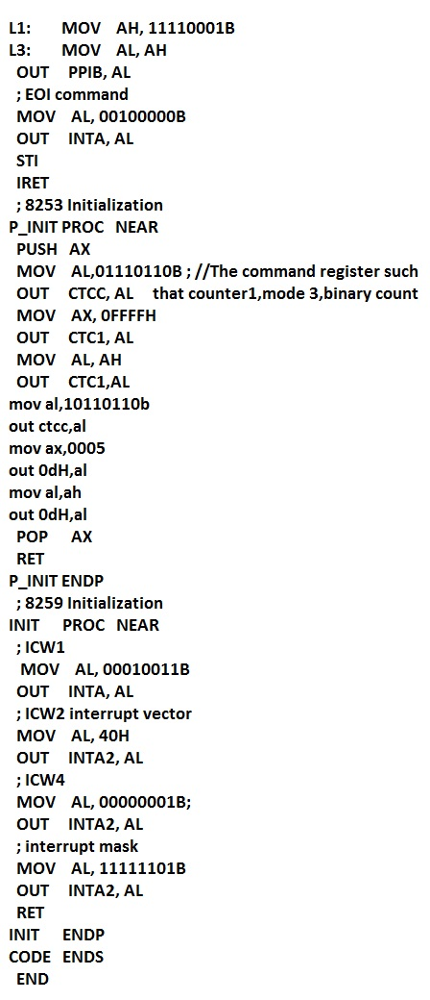 L1: MOV AH, 11110001B
L3: MOV AL, AH
OUT PPIB, AL
; EOI command
MOV AL, 00100000B
OUT INTA, AL
STI
IRET
; 8253 Initialization
P_INIT PROC NEAR
PUSH AX
MOV AL,01110110B ; //The command register such
OUT CTCC, AL that counter1,mode 3,binary count
MOV AX, 0FFFFH
OUT CTC1, AL
MOV AL, AH
OUT CTC1,AL
mov al,10110110b
out ctcc,al
mov ax,0005
out 0dH,al
mov al,ah
out 0dH,al
POP AX
RET
P_INIT ENDP
; 8259 Initialization
INIT PROC NEAR
; ICW1
MOV AL, 00010011B
OUT INTA, AL
; ICW2 interrupt vector
MOV AL, 40H
OUT INTA2, AL
; ICW4
MOV AL, 00000001B;
OUT INTA2, AL
; interrupt mask
MOV AL, 11111101B
OUT INTA2, AL
RET
INIT ENDP
CODE ENDS
END